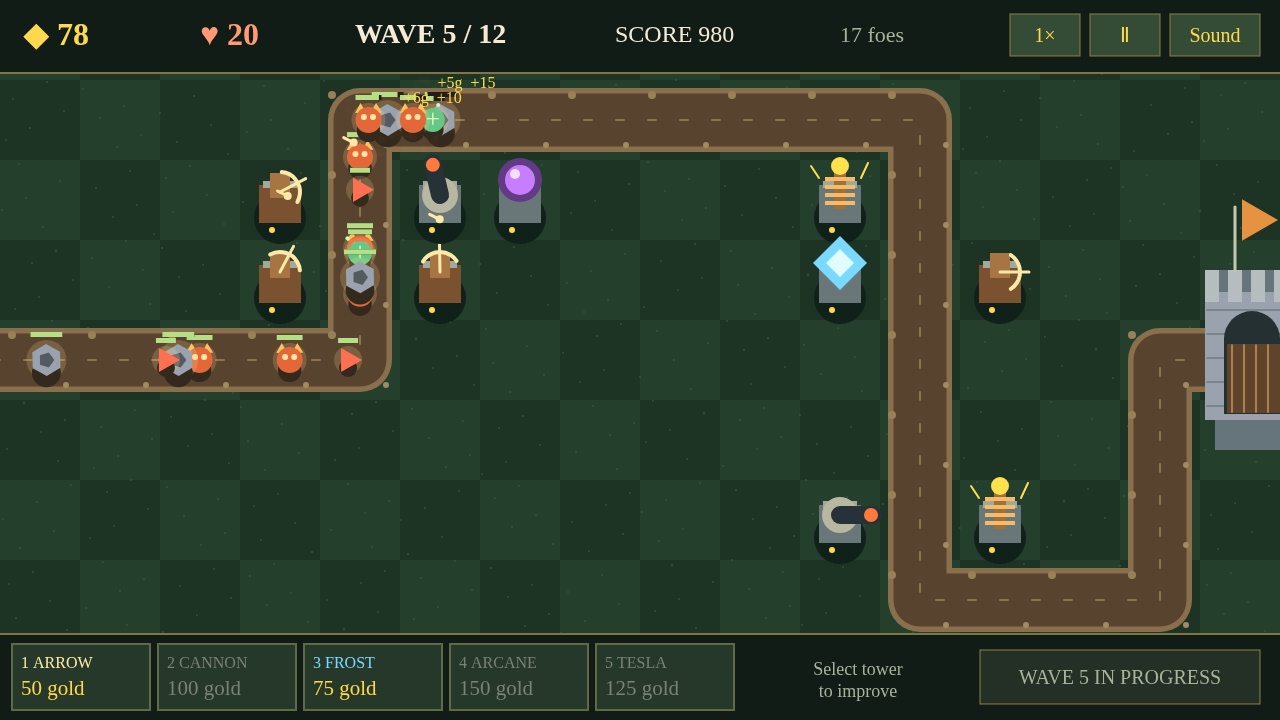 ◆ 78
♥ 20
WAVE 5 / 12
SCORE 980
17 foes
1×
Ⅱ
Sound
+5g +15
+6g +10
1 ARROW
50 gold
2 CANNON
100 gold
3 FROST
75 gold
4 ARCANE
150 gold
5 TESLA
125 gold
Select tower
to improve
WAVE 5 IN PROGRESS